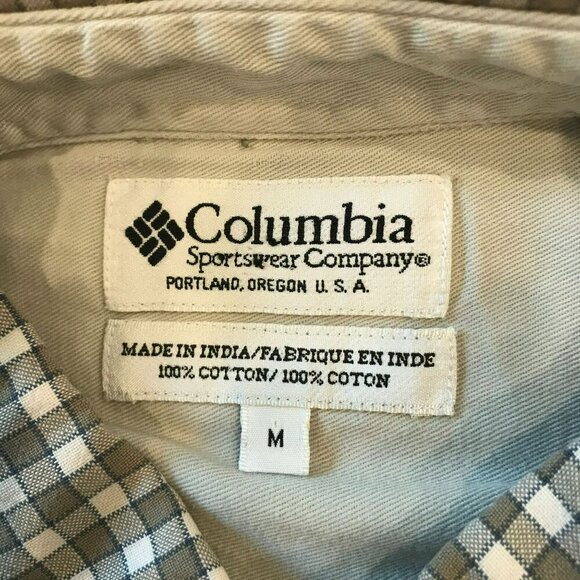 Columbia
Sportswear Company®
PORTLAND, OREGON U. S. A.
MADE IN INDIA/FABRIQUE EN INDE
100% COTTON/ 100% COTON
M